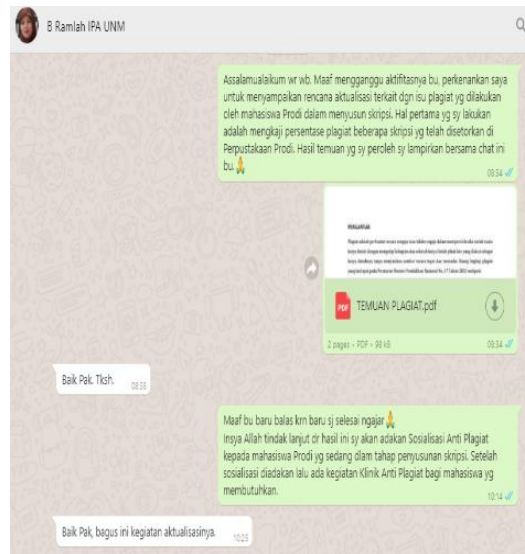 B Ramlah IPA UNM
Assalamualaikum wr wb. Maaf mengganggu aktifitasnya bu, perkenankan saya
untuk menyampaikan rencana aktualisasi terkait dgn isu plagiat yg dilakukan
oleh mahasiswa Prodi dalam menyusun skripsi. Hal pertama yg sy lakukan
adalah mengkaji persentase plagiat beberapa skripsi yg telah disetorkan di
Perpustakaan Prodi. Hasil temuan yg sy peroleh sy lampirkan bersama chat ini
bu. 🙏
08:34
TEMUAN PLAGIAT.pdf
2 pages • PDF • 98 kB
08:34
Baik Pak. Tksh.
Maaf bu baru balas krn baru sj selesai ngajar 🙏
Insya Allah tindak lanjut dr hasil ini sy akan adakan Sosialisasi Anti Plagiat
kepada mahasiswa Prodi yg sedang dlam tahap penyusunan skripsi. Setelah
sosialisasi diadakan lalu ada kegiatan Klinik Anti Plagiat bagi mahasiswa yg
membutuhkan.
10:14
Baik Pak, bagus ini kegiatan aktualisasinya.
10:25